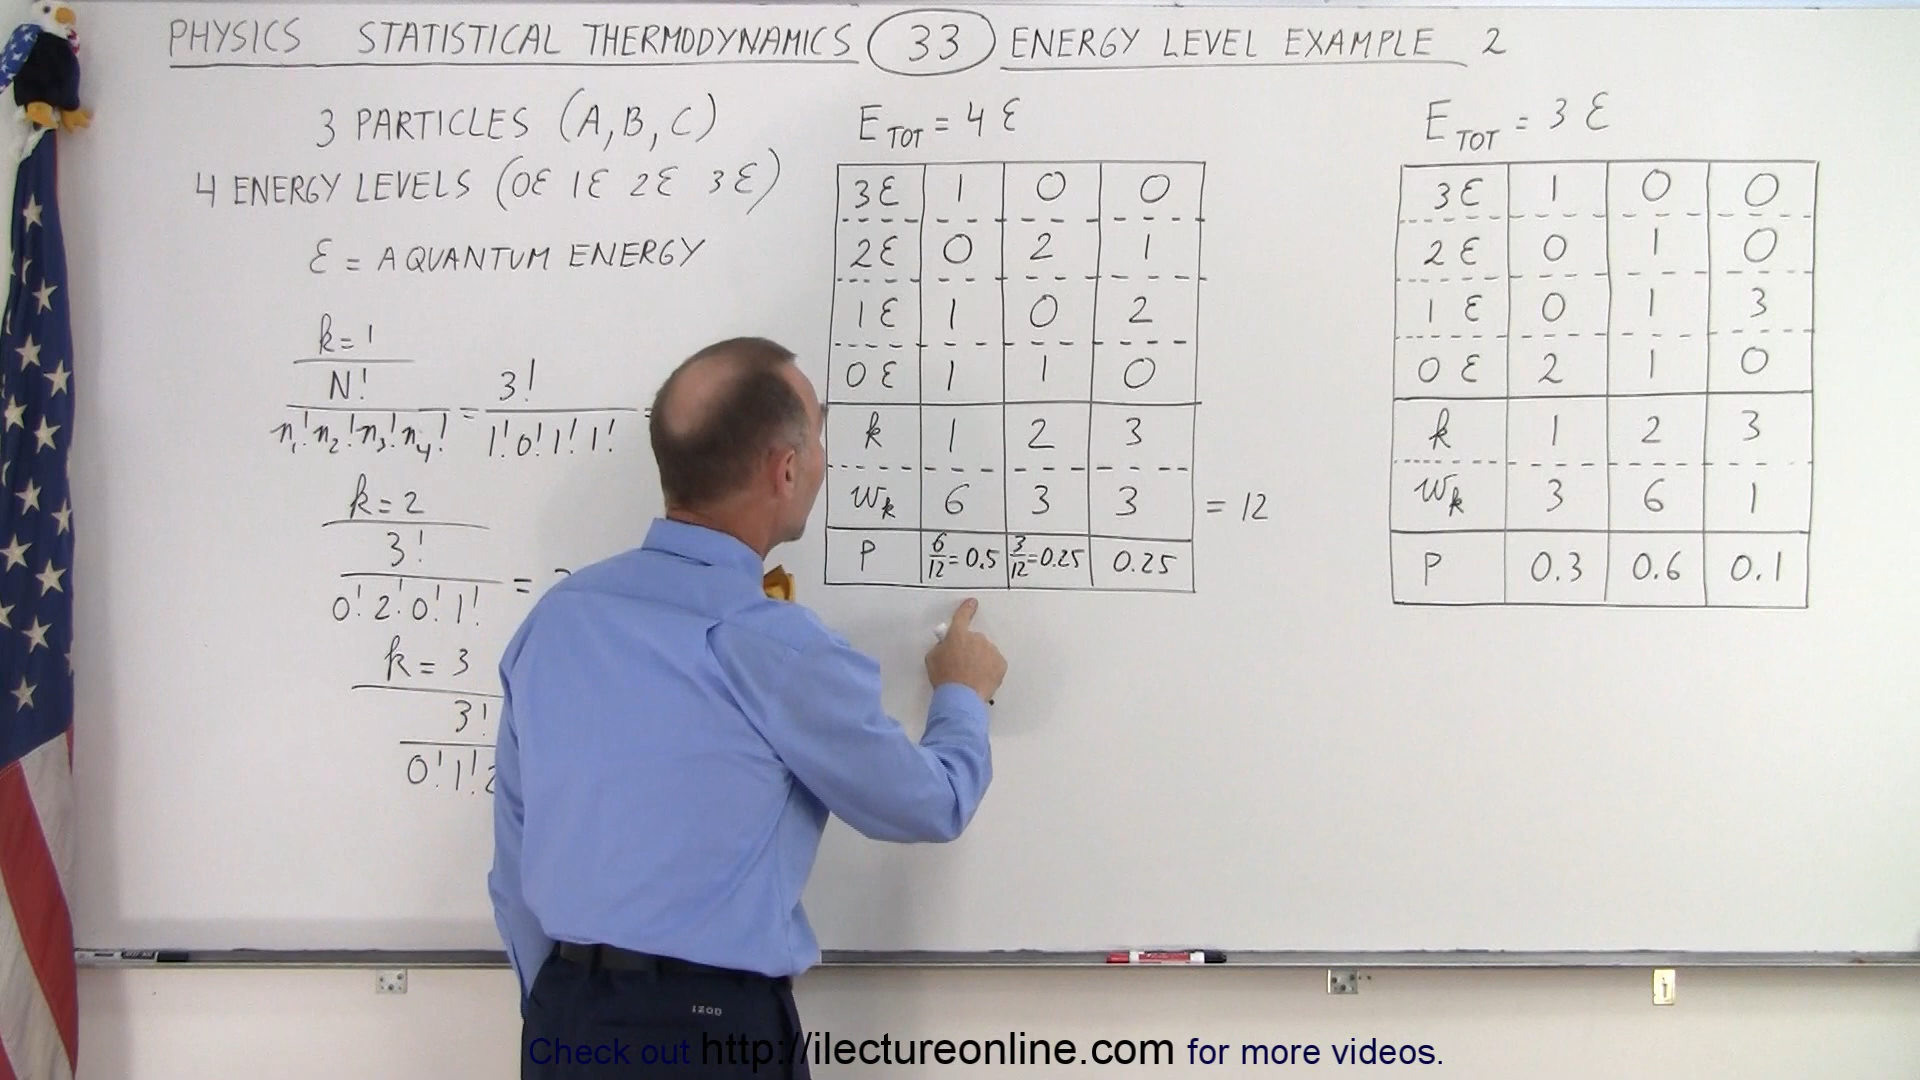 PHYSICS STATISTICAL THERMODYNAMICS 33 ENERGY LEVEL EXAMPLE 2
3 PARTICLES (A, B, C)
4 ENERGY LEVELS (0ε 1ε 2ε 3ε)
ε = A QUANTUM ENERGY
k=1
N!
n₁!n₂!n₃!n₄! = 3!
1!0!1!1! =
k=2
3!
0!2!0!1! =
k=3
3!
0!1!2
E TOT = 4 ε
3ε 1 0 0
2ε 0 2 1
1ε 1 0 2
0ε 1 1 0
k 1 2 3
Wk 6 3 3 = 12
P 6/12=0.5 3/12=0.25 0.25
E TOT = 3 ε
3ε 1 0 0
2ε 0 1 0
1ε 0 1 3
0ε 2 1 0
k 1 2 3
Wk 3 6 1
P 0.3 0.6 0.1
IZOD
Check out http://ilectureonline.com for more videos.